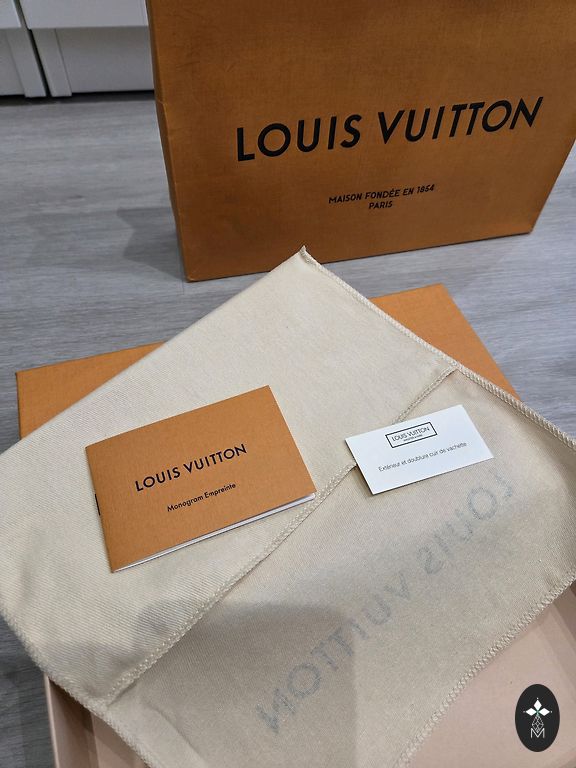 LOUIS VUITTON
MAISON FONDÉE EN 1854
PARIS
LOUIS VUITTON
Monogram Empreinte
LOUIS VUITTON
Extérieur et doublure cuir de vachette
LOUIS VUITTON
M